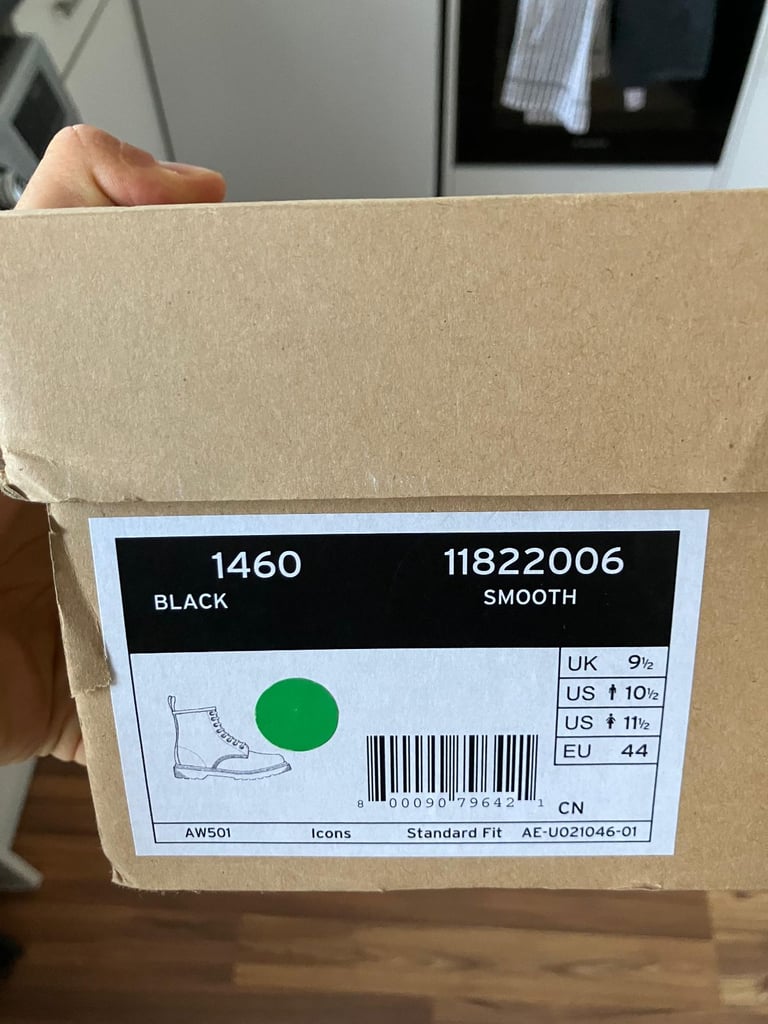 1460 11822006
BLACK SMOOTH
UK 9½
US 10½
US 11½
EU 44
8 00090 79642 1
CN
AW501 Icons Standard Fit AE-U021046-01